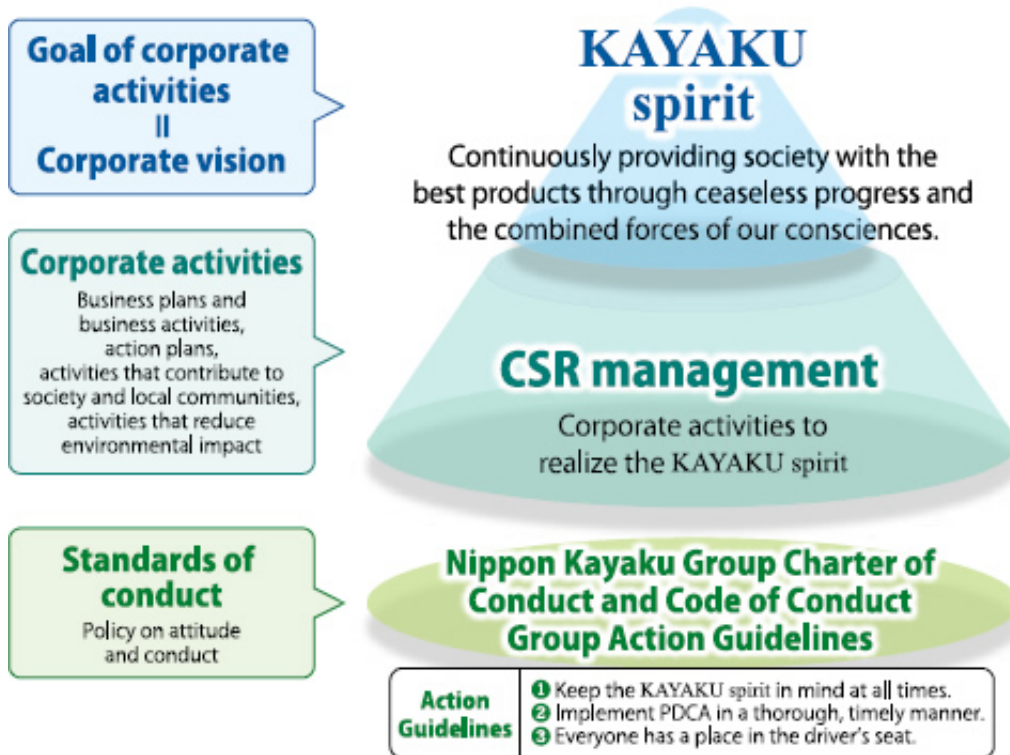 Goal of corporate
activities
=
Corporate vision
KAYAKU
spirit
Continuously providing society with the
best products through ceaseless progress and
the combined forces of our consciences.
Corporate activities
Business plans and
business activities,
action plans,
activities that contribute to
society and local communities,
activities that reduce
environmental impact
CSR management
Corporate activities to
realize the KAYAKU spirit
Standards of
conduct
Policy on attitude
and conduct
Nippon Kayaku Group Charter of
Conduct and Code of Conduct
Group Action Guidelines
Action
Guidelines
❶ Keep the KAYAKU spirit in mind at all times.
❷ Implement PDCA in a thorough, timely manner.
❸ Everyone has a place in the driver's seat.